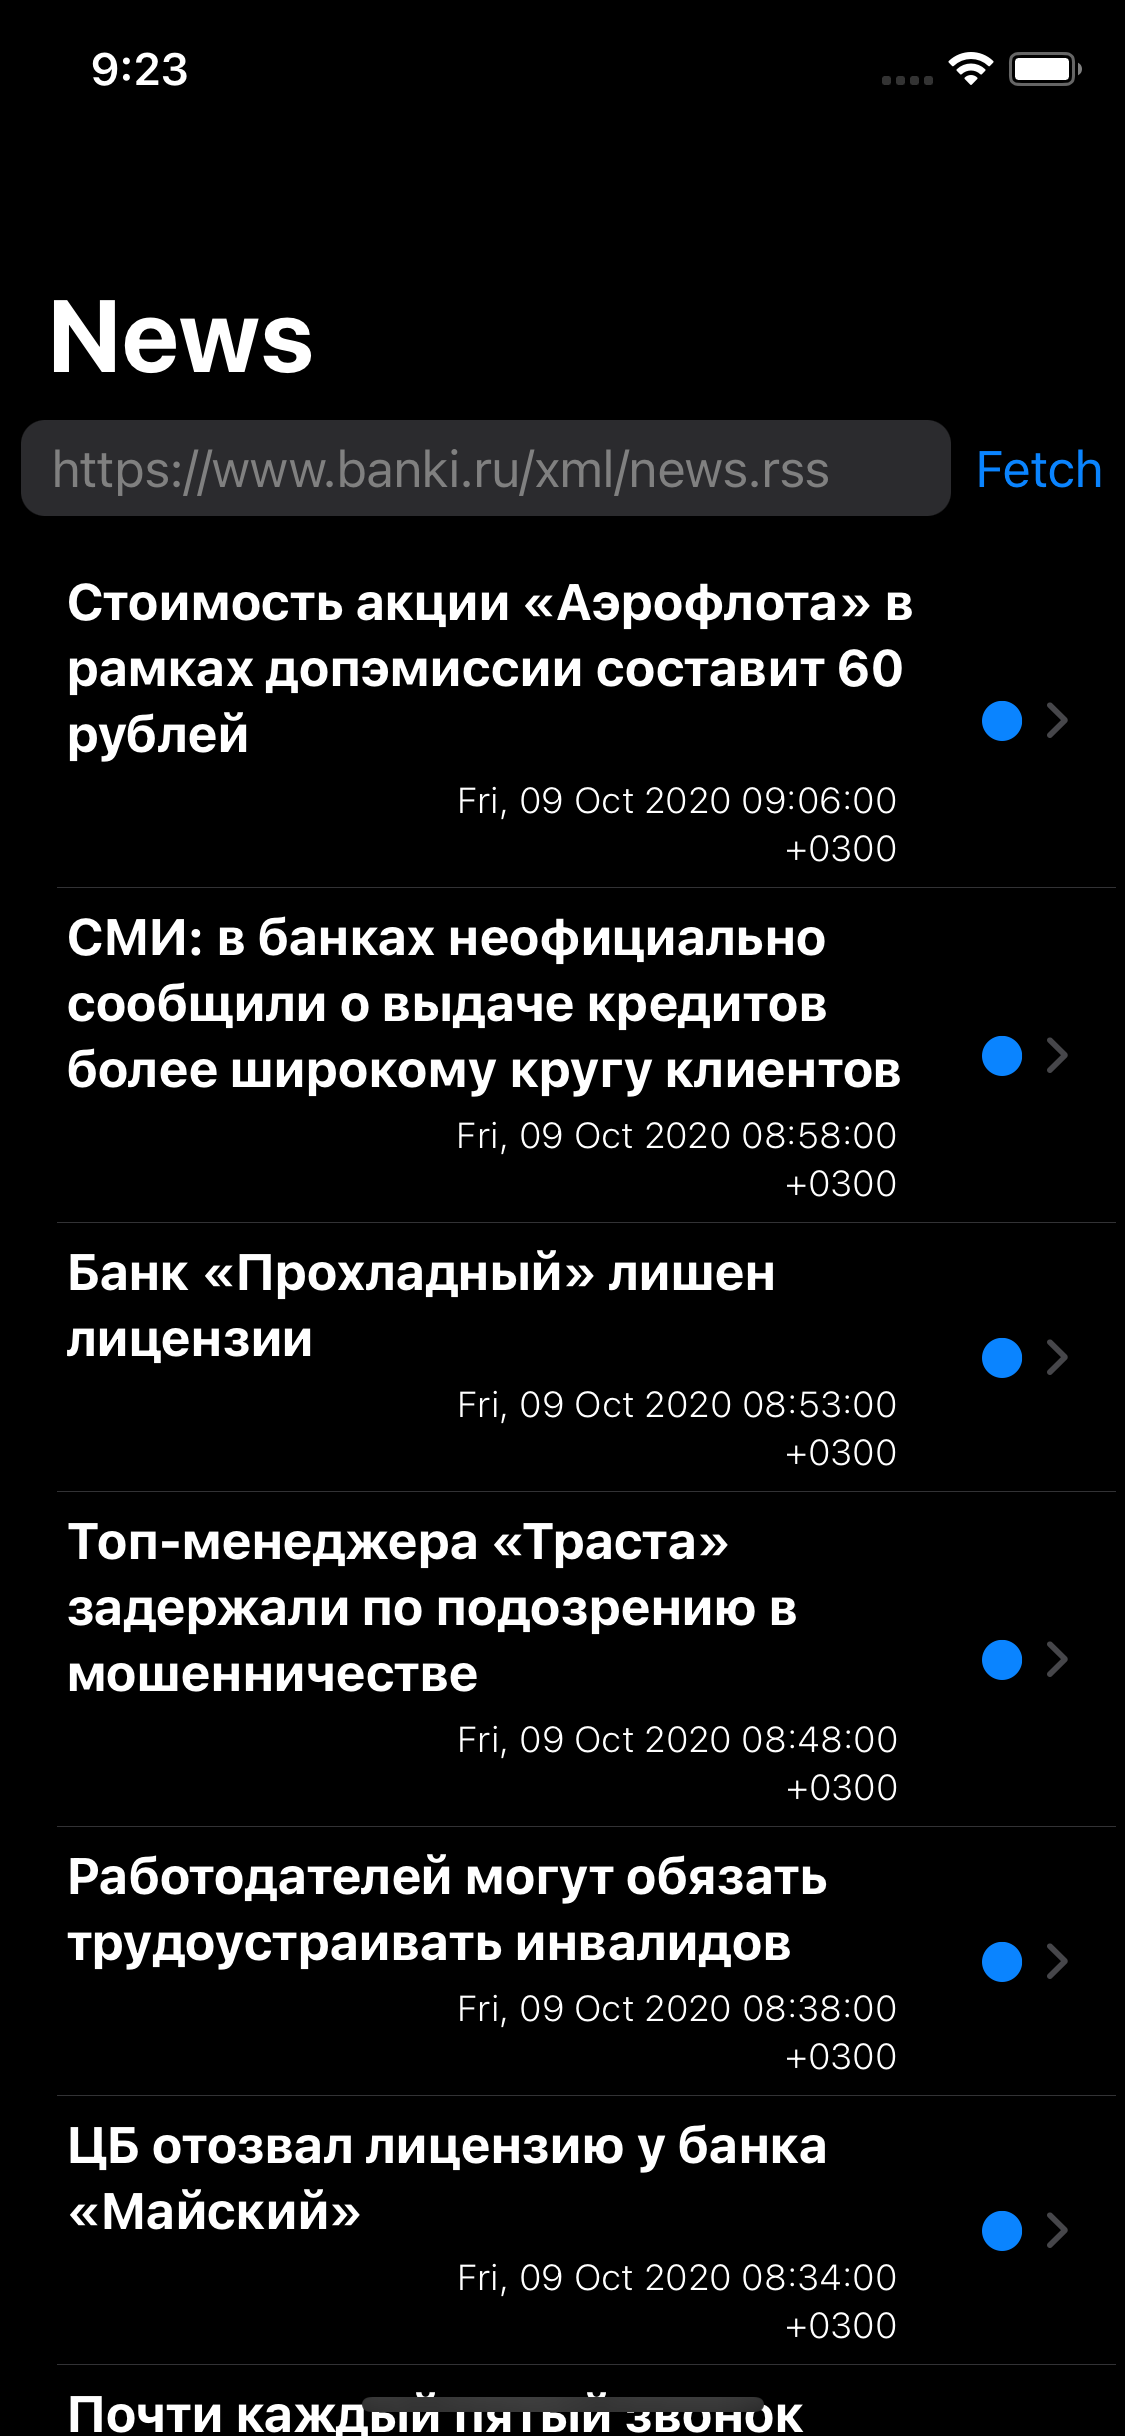 9:23
News
https://www.banki.ru/xml/news.rss Fetch
Стоимость акции «Аэрофлота» в
рамках допэмиссии составит 60
рублей
Fri, 09 Oct 2020 09:06:00
+0300
СМИ: в банках неофициально
сообщили о выдаче кредитов
более широкому кругу клиентов
Fri, 09 Oct 2020 08:58:00
+0300
Банк «Прохладный» лишен
лицензии
Fri, 09 Oct 2020 08:53:00
+0300
Топ-менеджера «Траста»
задержали по подозрению в
мошенничестве
Fri, 09 Oct 2020 08:48:00
+0300
Работодателей могут обязать
трудоустраивать инвалидов
Fri, 09 Oct 2020 08:38:00
+0300
ЦБ отозвал лицензию у банка
«Майский»
Fri, 09 Oct 2020 08:34:00
+0300
Почти каждый пятый звонок